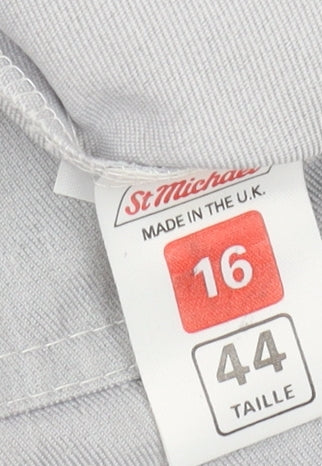 St Michael
MADE IN THE U.K.
16
44
TAILLE